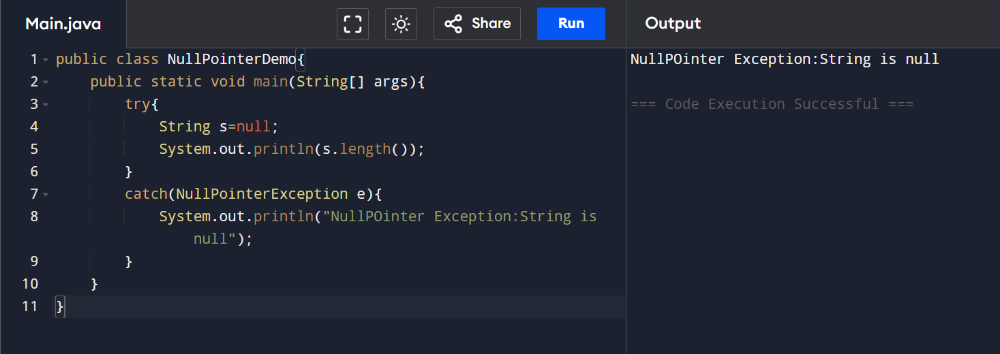 Main.java
Share
Run
Output
1 public class NullPointerDemo{
2 public static void main(String[] args){
3 try{
4 String s=null;
5 System.out.println(s.length());
6 }
7 catch(NullPointerException e){
8 System.out.println("NullPOinter Exception:String is
null");
9 }
10 }
11 }
NullPOinter Exception:String is null
=== Code Execution Successful ===